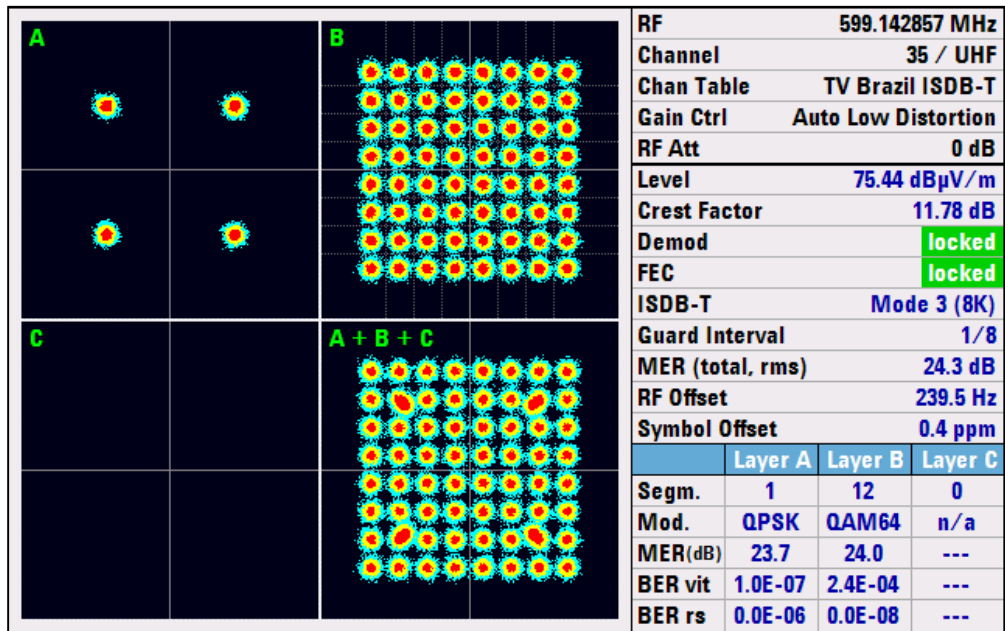 A
B
C
A + B + C
RF 599.142857 MHz
Channel 35 / UHF
Chan Table TV Brazil ISDB-T
Gain Ctrl Auto Low Distortion
RF Att 0 dB
Level 75.44 dBµV/m
Crest Factor 11.78 dB
Demod locked
FEC locked
ISDB-T Mode 3 (8K)
Guard Interval 1/8
MER (total, rms) 24.3 dB
RF Offset 239.5 Hz
Symbol Offset 0.4 ppm
Layer A Layer B Layer C
Segm. 1 12 0
Mod. QPSK QAM64 n/a
MER(dB) 23.7 24.0 ---
BER vit 1.0E-07 2.4E-04 ---
BER rs 0.0E-06 0.0E-08 ---